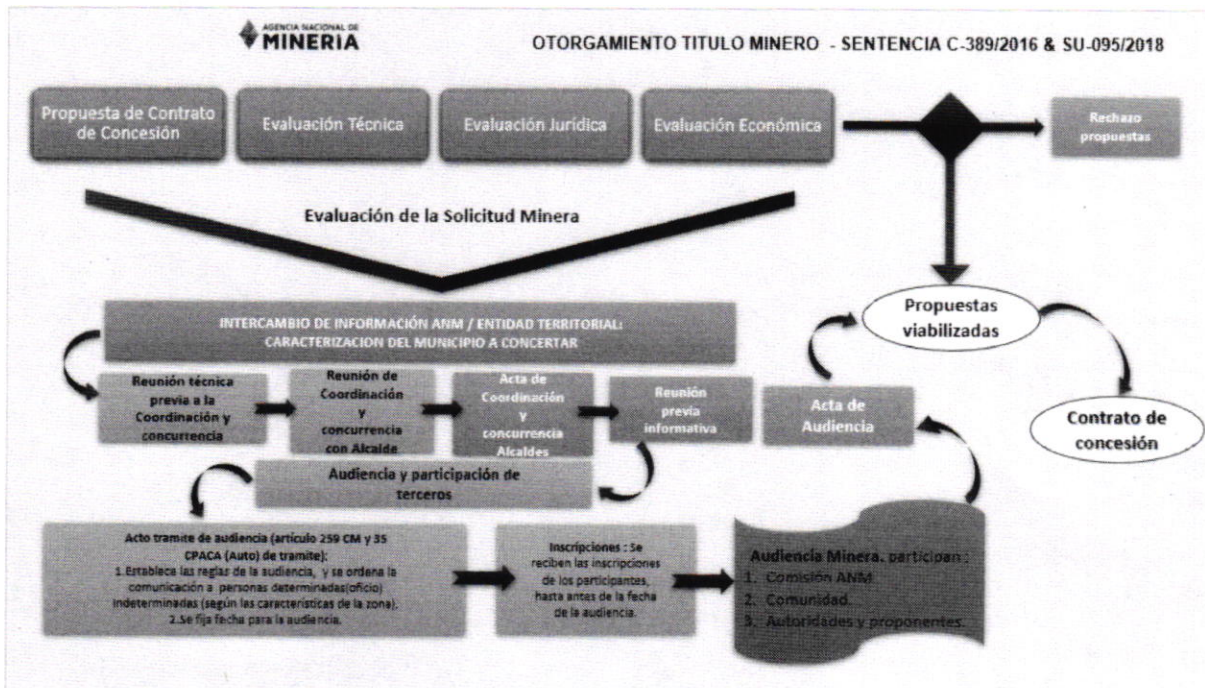 AGENCIA NACIONAL DE
MINERÍA
OTORGAMIENTO TITULO MINERO - SENTENCIA C-389/2016 & SU-095/2018
Propuesta de Contrato
de Concesión
Evaluación Técnica
Evaluación Jurídica
Evaluación Económica
Rechazo
propuestas
Evaluación de la Solicitud Minera
Propuestas
viabilizadas
INTERCAMBIO DE INFORMACIÓN ANM / ENTIDAD TERRITORIAL:
CARACTERIZACION DEL MUNICIPIO A CONCERTAR
Reunión técnica
previa a la
Coordinación y
concurrencia
Reunión de
Coordinación
y
concurrencia
con Alcalde
Acta de
Coordinación
y
concurrencia
Alcaldes
Reunión
previa
informativa
Acta de
Audiencia
Contrato de
concesión
Audiencia y participación de
terceros
Acto tramite de audiencia (artículo 259 CM y 35
CPACA (Auto) de tramite):
1.Establece las reglas de la audiencia, y se ordena la
comunicación a personas determinadas(oficio)
indeterminadas (según las características de la zona).
2.Se fija fecha para la audiencia.
Inscripciones : Se
reciben las inscripciones
de los participantes,
hasta antes de la fecha
de la audiencia.
Audiencia Minera. participan :
1. Comisión ANM
2. Comunidad.
3. Autoridades y proponentes.